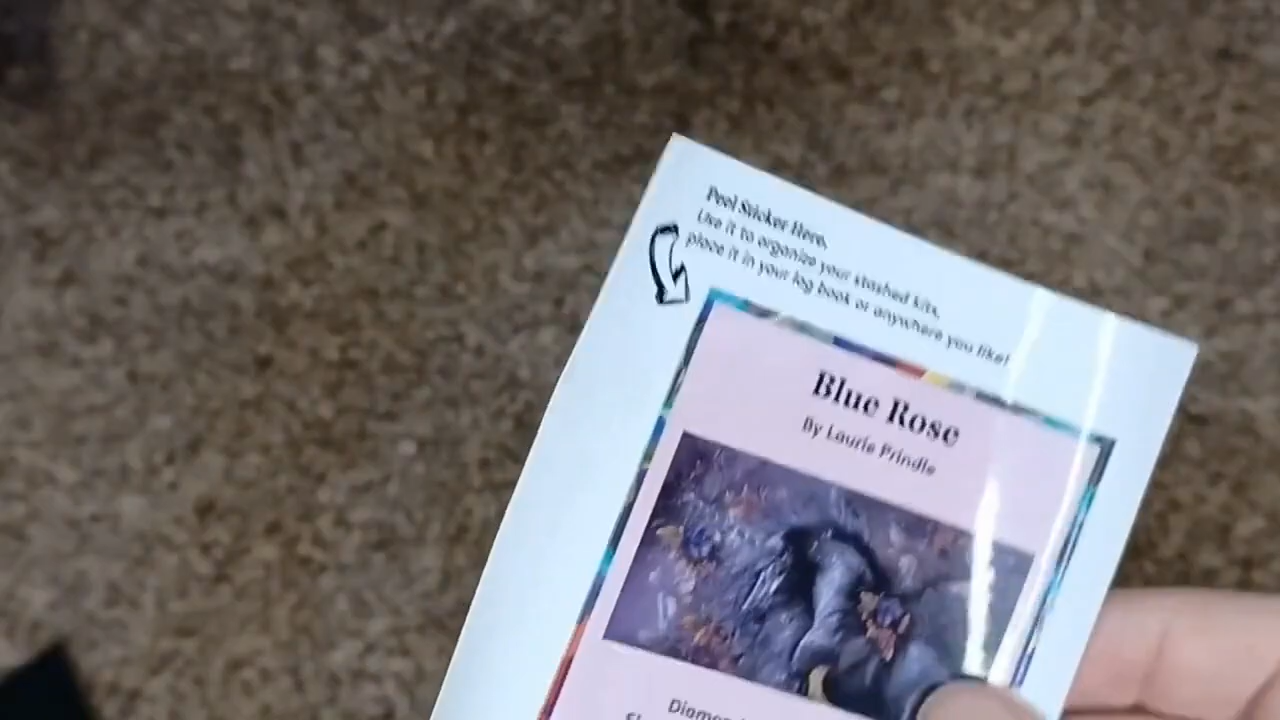 Peel Sticker Here,
Use it to organize your stashed kits,
place it in your log book or anywhere you like!
Blue Rose
By Laurie Prindle